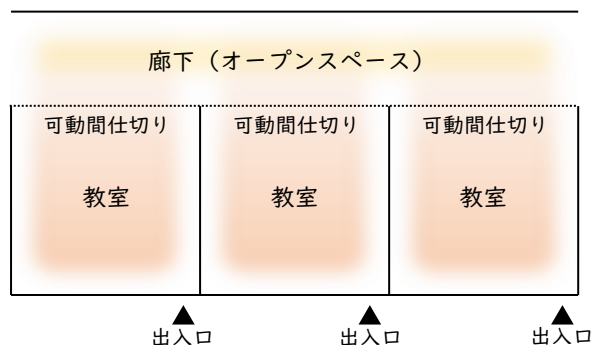 廊下（オープンスペース）
可動間仕切り 可動間仕切り 可動間仕切り
教室 教室 教室
▲ ▲ ▲
出入口 出入口 出入口